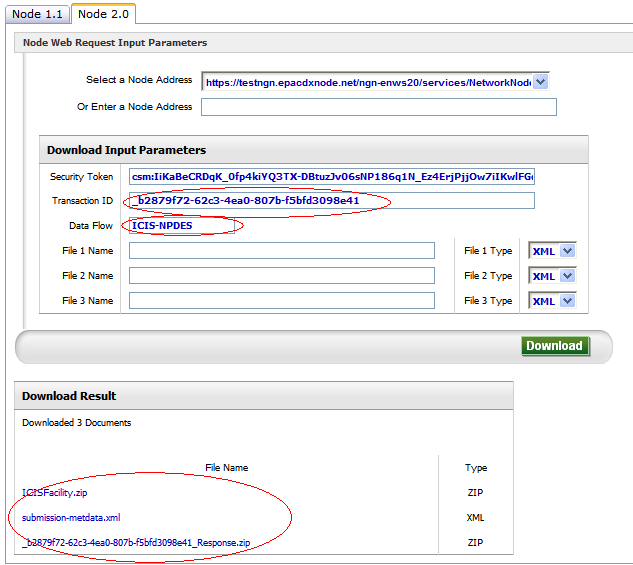 Node 1.1 Node 2.0
Node Web Request Input Parameters
Select a Node Address https://testngn.epacdxnode.net/ngn-enws20/services/NetworkNode
Or Enter a Node Address
Download Input Parameters
Security Token csm:IiKaBeCRDqK_0fp4kiYQ3TX-DBtuzJv06sNP186q1N_Ez4ErjPjjOw7iIKwlFG
Transaction ID _b2879f72-62c3-4ea0-807b-f5bfd3098e41
Data Flow ICIS-NPDES
File 1 Name File 1 Type XML
File 2 Name File 2 Type XML
File 3 Name File 3 Type XML
Download
Download Result
Downloaded 3 Documents
File Name Type
ICISFacility.zip ZIP
submission-metdata.xml XML
_b2879f72-62c3-4ea0-807b-f5bfd3098e41_Response.zip ZIP